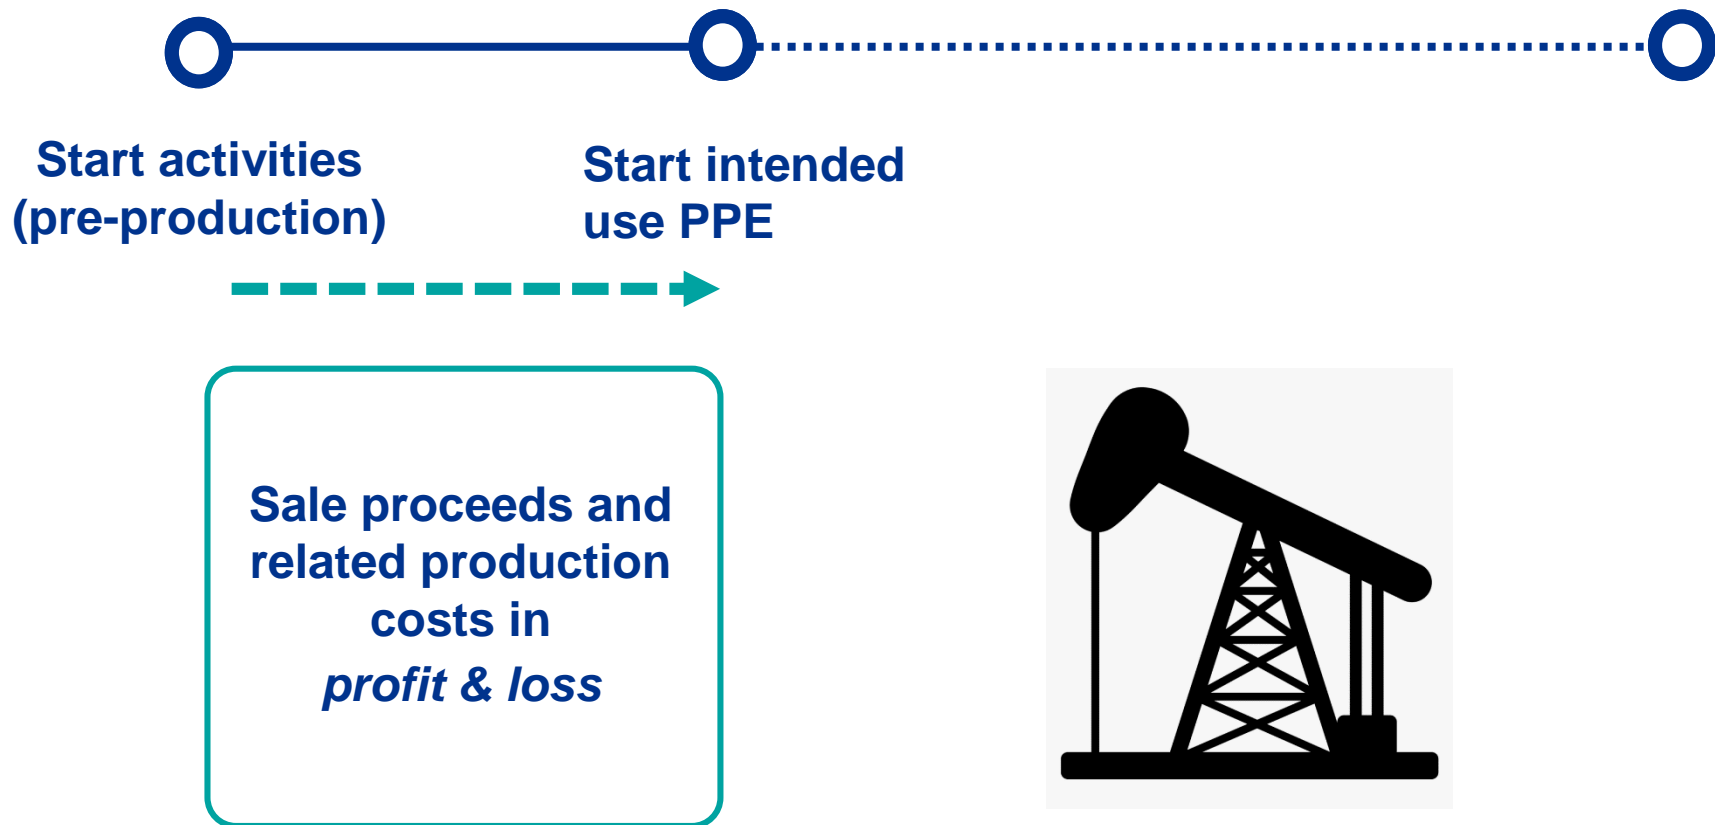 Start activities
(pre-production)
Start intended
use PPE
Sale proceeds and
related production
costs in
profit & loss